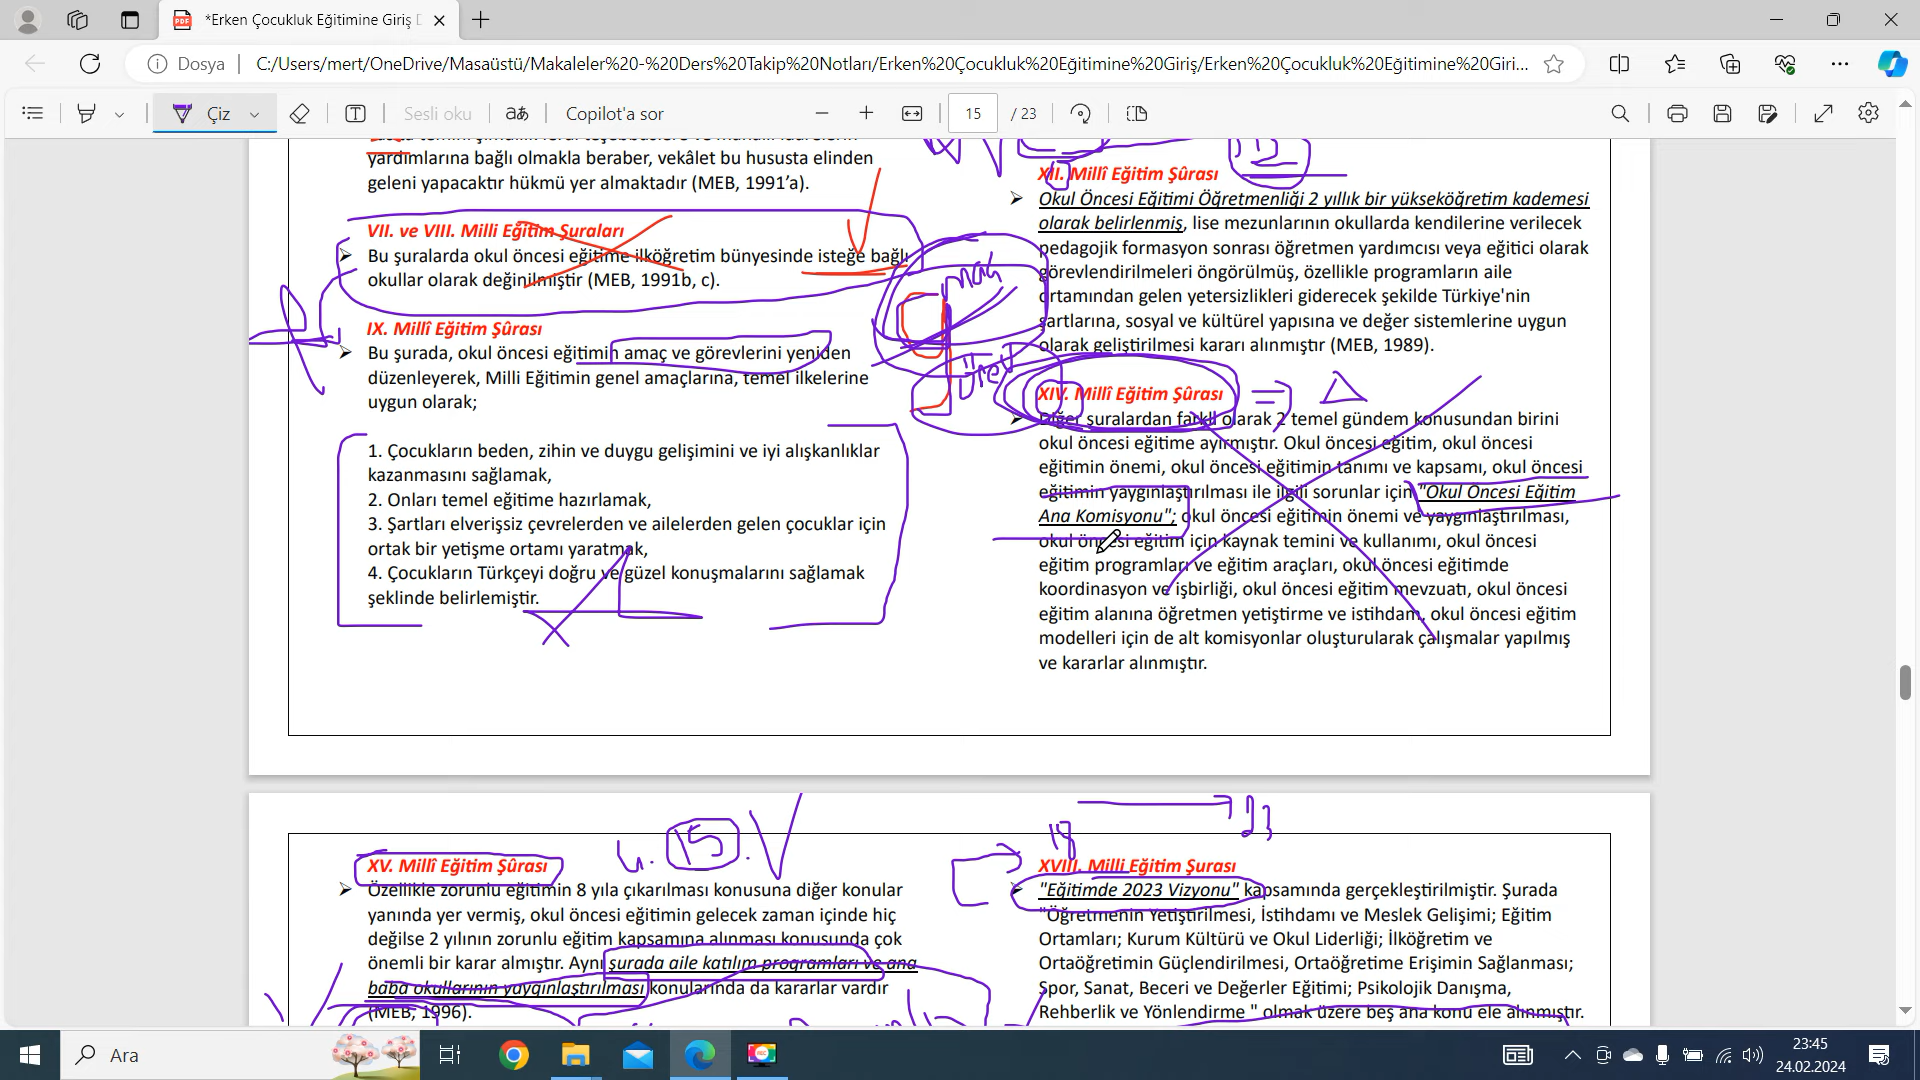 *Erken Çocukluk Eğitimine Giriş D
Dosya
C:/Users/mert/OneDrive/Masaüstü/Makaleler%20-%20Ders%20Takip%20Notları/Erken%20Çocukluk%20Eğitimine%20Giriş/Erken%20Çocukluk%20Eğitimine%20Giri...
Çiz
Sesli oku
aあ
Copilot'a sor
15 / 23
yardımlarına bağlı olmakla beraber, vekâlet bu hususta elinden
geleni yapacaktır hükmü yer almaktadır (MEB, 1991’a).
VII. ve VIII. Milli Eğitim Şuraları
Bu şuralarda okul öncesi eğitime ilköğretim bünyesinde isteğe bağlı
okullar olarak değinilmiştir (MEB, 1991b, c).
IX. Millî Eğitim Şûrası
Bu şurada, okul öncesi eğitimin amaç ve görevlerini yeniden
düzenleyerek, Milli Eğitimin genel amaçlarına, temel ilkelerine
uygun olarak;
1. Çocukların beden, zihin ve duygu gelişimini ve iyi alışkanlıklar
kazanmasını sağlamak,
2. Onları temel eğitime hazırlamak,
3. Şartları elverişsiz çevrelerden ve ailelerden gelen çocuklar için
ortak bir yetişme ortamı yaratmak,
4. Çocukların Türkçeyi doğru ve güzel konuşmalarını sağlamak
şeklinde belirlemiştir.
XII. Millî Eğitim Şûrası
Okul Öncesi Eğitimi Öğretmenliği 2 yıllık bir yükseköğretim kademesi
olarak belirlenmiş, lise mezunlarının okullarda kendilerine verilecek
pedagojik formasyon sonrası öğretmen yardımcısı veya eğitici olarak
görevlendirilmeleri öngörülmüş, özellikle programların aile
ortamından gelen yetersizlikleri giderecek şekilde Türkiye'nin
şartlarına, sosyal ve kültürel yapısına ve değer sistemlerine uygun
olarak geliştirilmesi kararı alınmıştır (MEB, 1989).
XIV. Millî Eğitim Şûrası
Diğer şuralardan farklı olarak 2 temel gündem konusundan birini
okul öncesi eğitime ayırmıştır. Okul öncesi eğitim, okul öncesi
eğitimin önemi, okul öncesi eğitimin tanımı ve kapsamı, okul öncesi
eğitimin yaygınlaştırılması ile ilgili sorunlar için "Okul Öncesi Eğitim
Ana Komisyonu"; okul öncesi eğitimin önemi ve yaygınlaştırılması,
okul öncesi eğitim için kaynak temini ve kullanımı, okul öncesi
eğitim programları ve eğitim araçları, okul öncesi eğitimde
koordinasyon ve işbirliği, okul öncesi eğitim mevzuatı, okul öncesi
eğitim alanına öğretmen yetiştirme ve istihdam, okul öncesi eğitim
modelleri için de alt komisyonlar oluşturularak çalışmalar yapılmış
ve kararlar alınmıştır.
15
XV. Millî Eğitim Şûrası
Özellikle zorunlu eğitimin 8 yıla çıkarılması konusuna diğer konular
yanında yer vermiş, okul öncesi eğitimin gelecek zaman içinde hiç
değilse 2 yılının zorunlu eğitim kapsamına alınması konusunda çok
önemli bir karar almıştır. Aynı şurada aile katılım programları ve ana
baba okullarının yaygınlaştırılması konularında da kararlar vardır
(MEB, 1996).
18
23
XVIII. Milli Eğitim Şurası
"Eğitimde 2023 Vizyonu" kapsamında gerçekleştirilmiştir. Şurada
"Öğretmenin Yetiştirilmesi, İstihdamı ve Meslek Gelişimi; Eğitim
Ortamları; Kurum Kültürü ve Okul Liderliği; İlköğretim ve
Ortaöğretimin Güçlendirilmesi, Ortaöğretime Erişimin Sağlanması;
Spor, Sanat, Beceri ve Değerler Eğitimi; Psikolojik Danışma,
Rehberlik ve Yönlendirme " olmak üzere beş ana konu ele alınmıştır.
Ara
23:45
24.02.2024